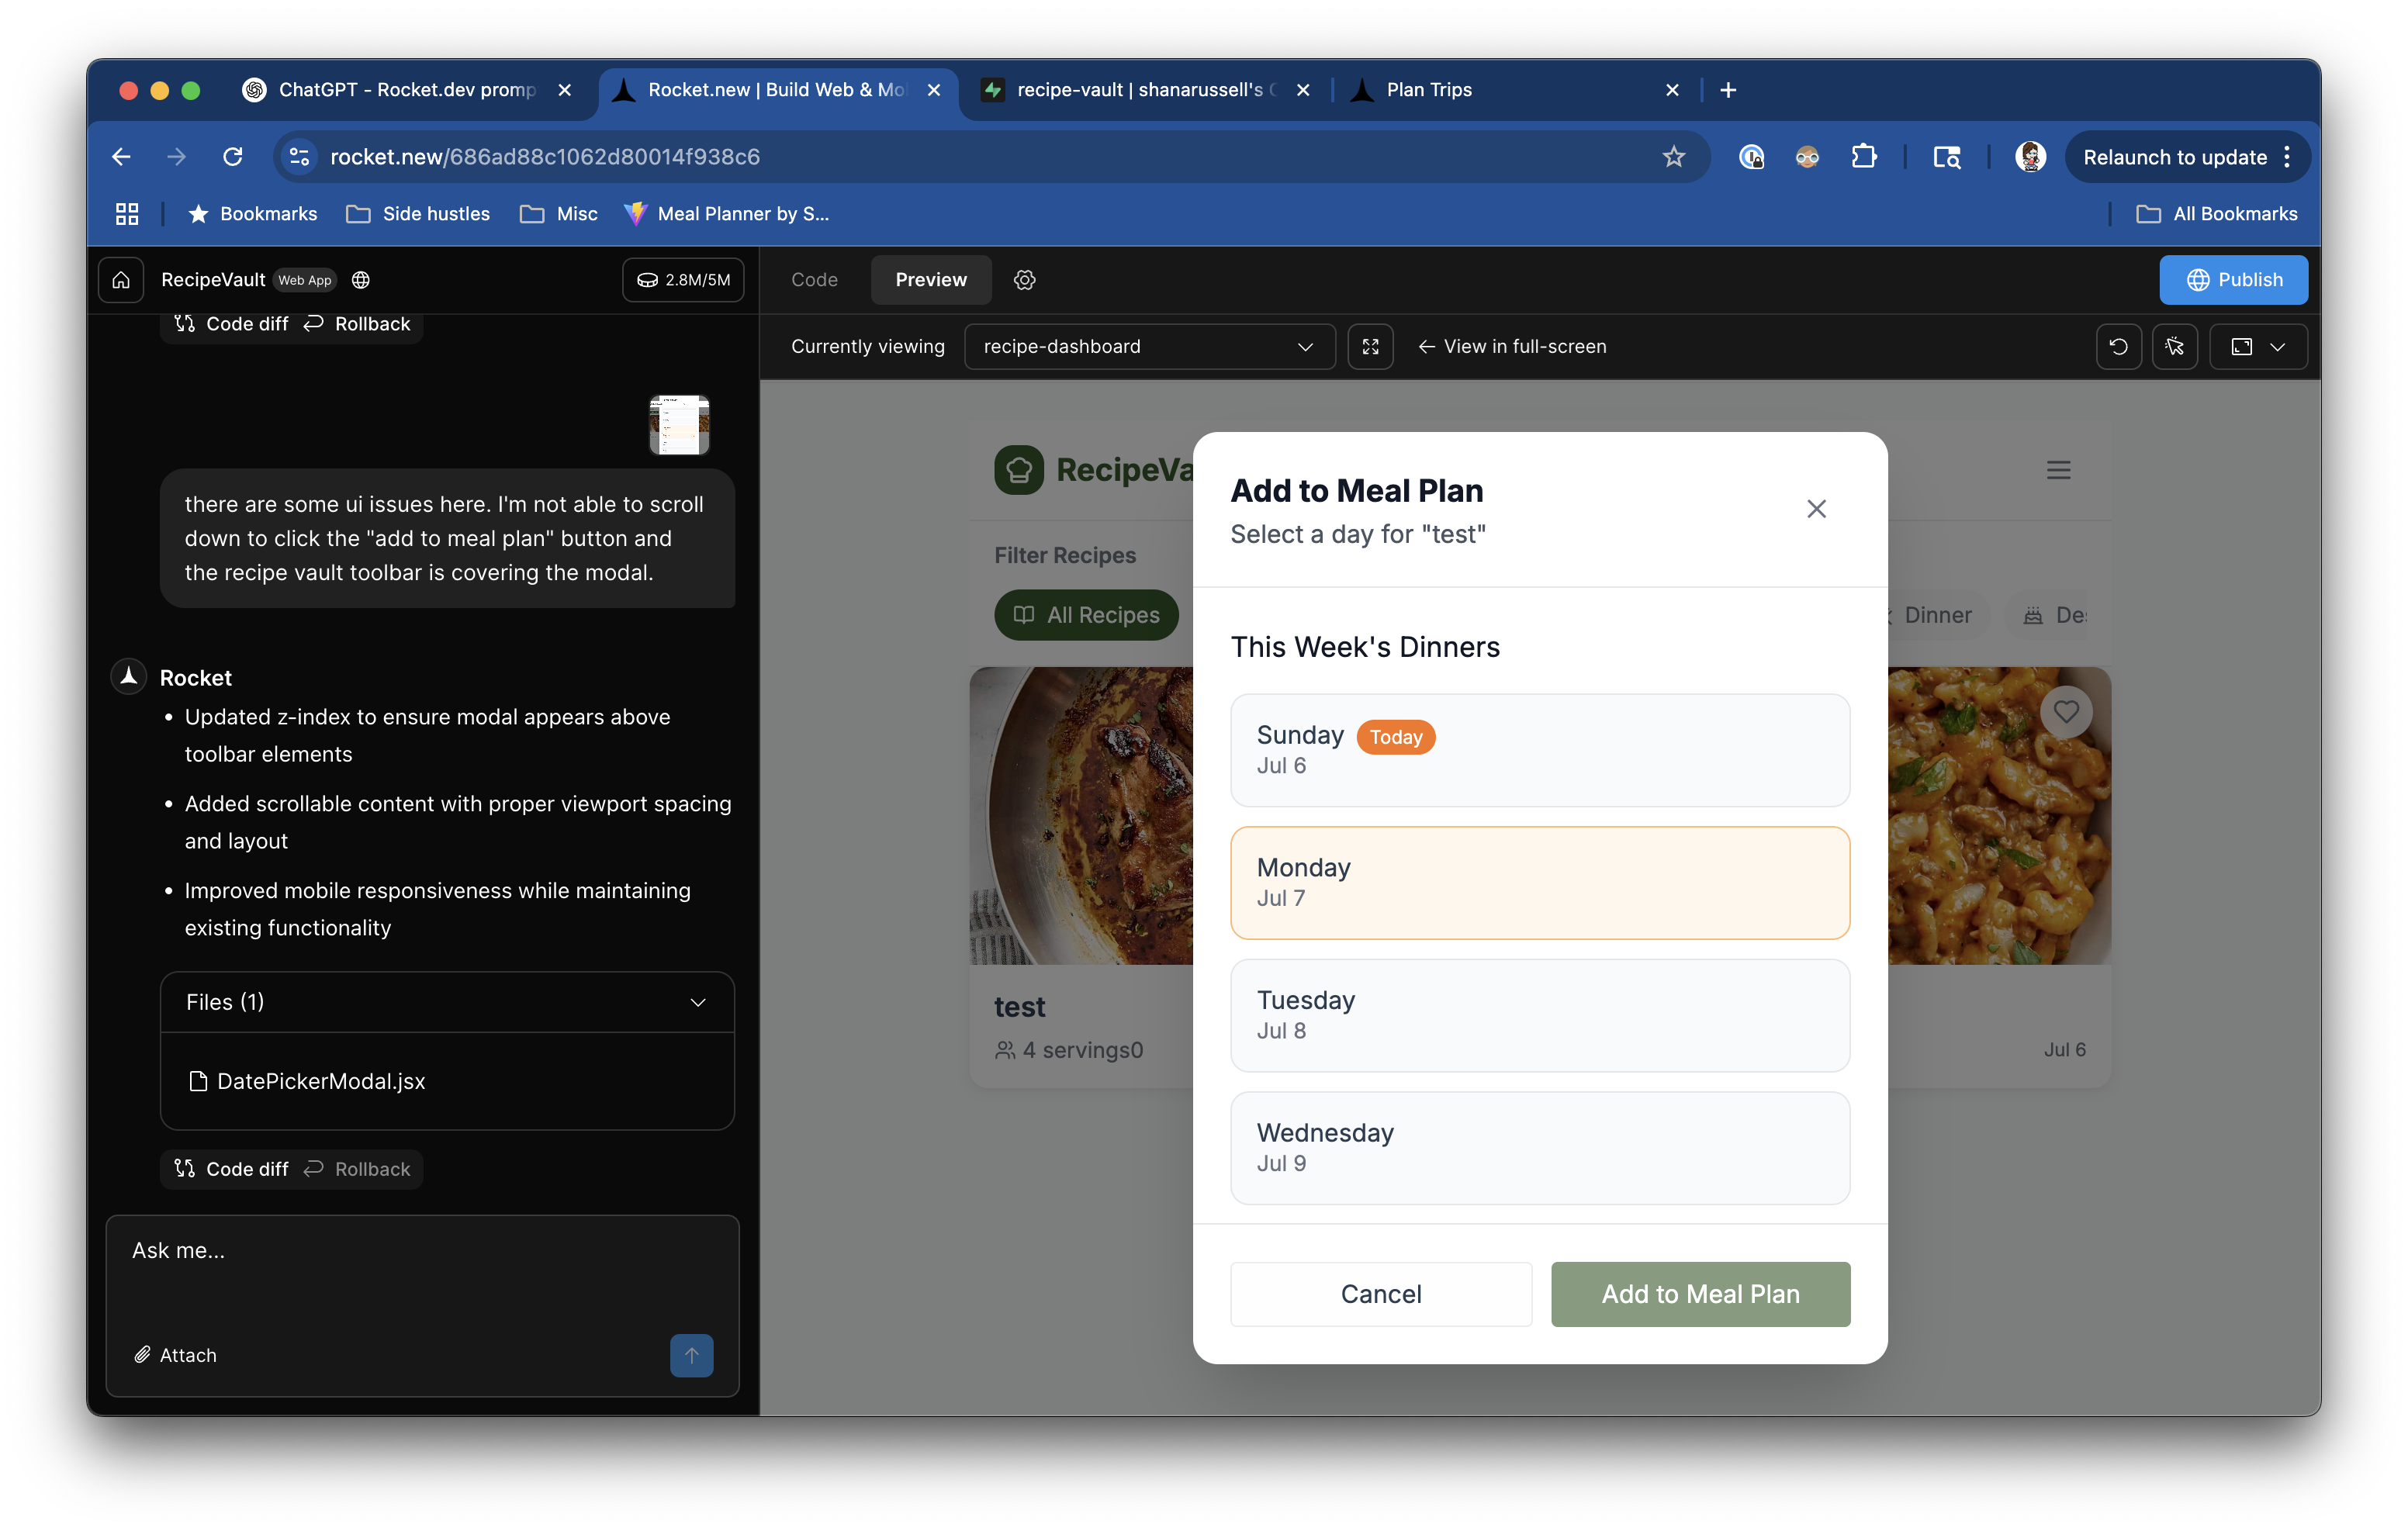 ChatGPT - Rocket.dev promp
Rocket.new | Build Web & Mo
recipe-vault | shanarussell's
Plan Trips
rocket.new/686ad88c1062d80014f938c6
Relaunch to update
Bookmarks
Side hustles
Misc
Meal Planner by S...
All Bookmarks
RecipeVault
Web App
2.8M/5M
Code
Preview
Publish
Code diff
Rollback
Currently viewing
recipe-dashboard
View in full-screen
there are some ui issues here. I'm not able to scroll
down to click the "add to meal plan" button and
the recipe vault toolbar is covering the modal.
Rocket
• Updated z-index to ensure modal appears above
toolbar elements
• Added scrollable content with proper viewport spacing
and layout
• Improved mobile responsiveness while maintaining
existing functionality
Files (1)
DatePickerModal.jsx
Code diff
Rollback
Ask me...
Attach
RecipeVa
Filter Recipes
All Recipes
Dinner
Des
test
4 servings0
Jul 6
Add to Meal Plan
Select a day for "test"
This Week's Dinners
Sunday Today
Jul 6
Monday
Jul 7
Tuesday
Jul 8
Wednesday
Jul 9
Cancel
Add to Meal Plan